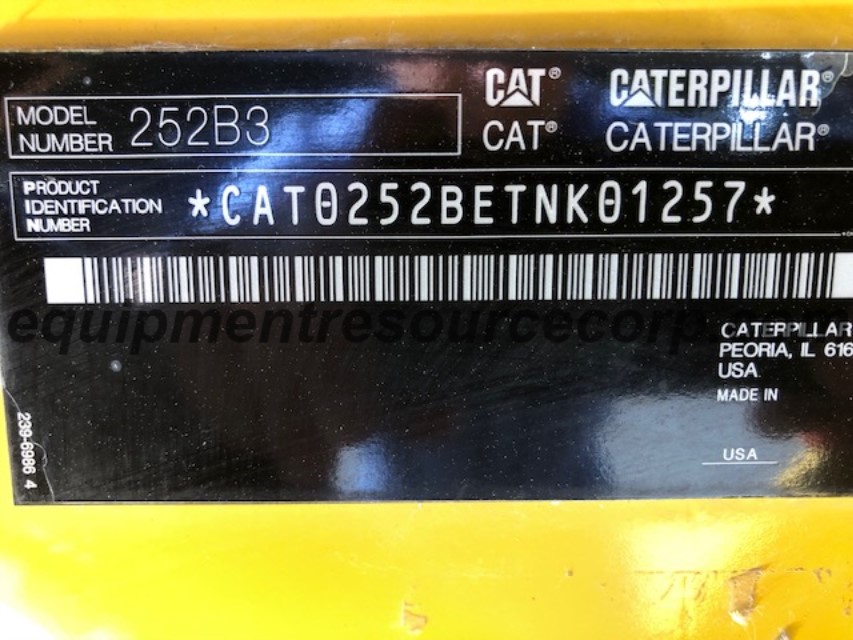 CAT® CATERPILLAR®
MODEL NUMBER 252B3
CAT® CATERPILLAR®
PRODUCT IDENTIFICATION NUMBER *CAT0252BETNK01257*
equipmentresourcecorp.
CATERPILLAR
PEORIA, IL 616
USA
MADE IN
USA
239-6986 4